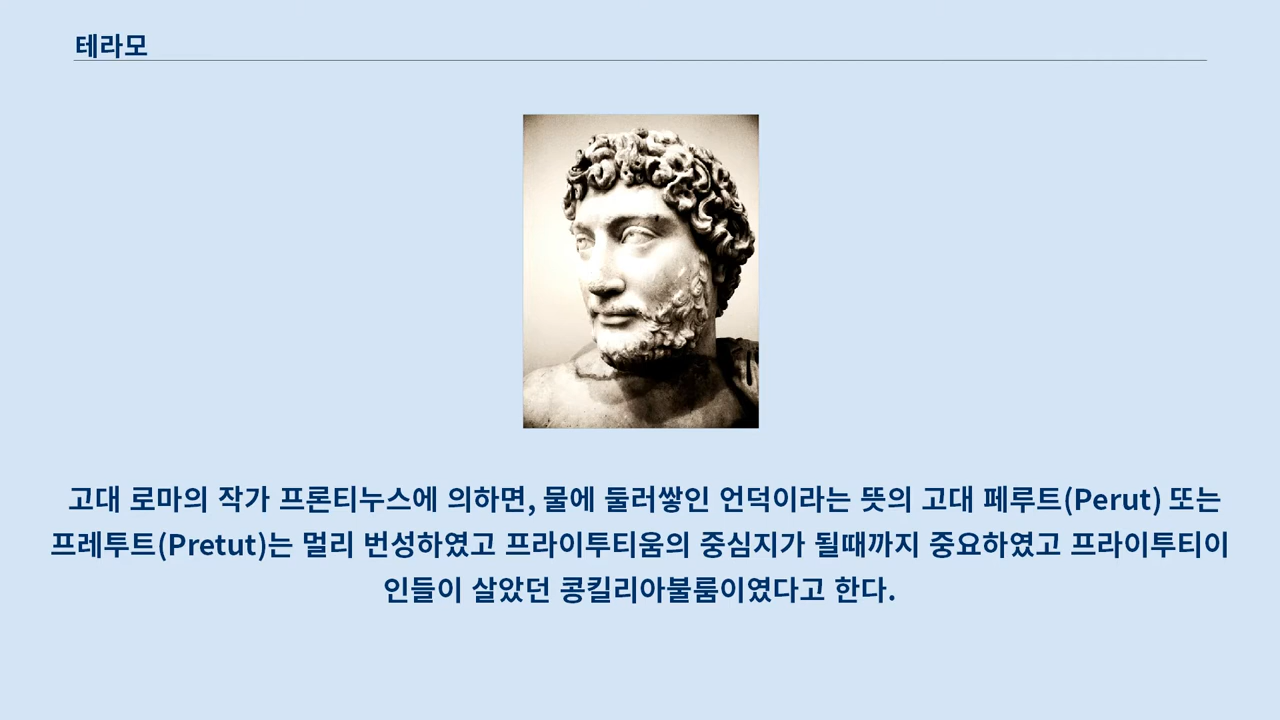 테라모
고대 로마의 작가 프론티누스에 의하면, 물에 둘러쌓인 언덕이라는 뜻의 고대 페루트(Perut) 또는
프레투트(Pretut)는 멀리 번성하였고 프라이투티움의 중심지가 될때까지 중요하였고 프라이투티이
인들이 살았던 콩킬리아불룸이였다고 한다.